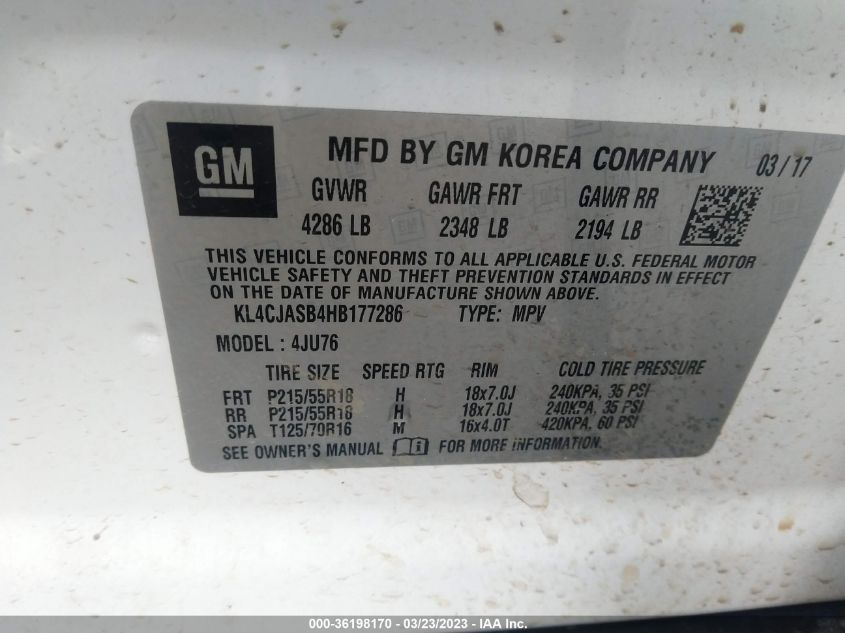 GM
MFD BY GM KOREA COMPANY 03/17
GVWR GAWR FRT GAWR RR
4286 LB 2348 LB 2194 LB
THIS VEHICLE CONFORMS TO ALL APPLICABLE U.S. FEDERAL MOTOR
VEHICLE SAFETY AND THEFT PREVENTION STANDARDS IN EFFECT
ON THE DATE OF MANUFACTURE SHOWN ABOVE.
KL4CJASB4HB177286 TYPE: MPV
MODEL : 4JU76
TIRE SIZE SPEED RTG RIM COLD TIRE PRESSURE
FRT P215/55R18 H 18x7.0J 240KPA, 35 PSI
RR P215/55R18 H 18x7.0J 240KPA, 35 PSI
SPA T125/70R16 M 16x4.0T 420KPA, 60 PSI
SEE OWNER'S MANUAL FOR MORE INFORMATION.
000-36198170 - 03/23/2023 - © IAA Inc.